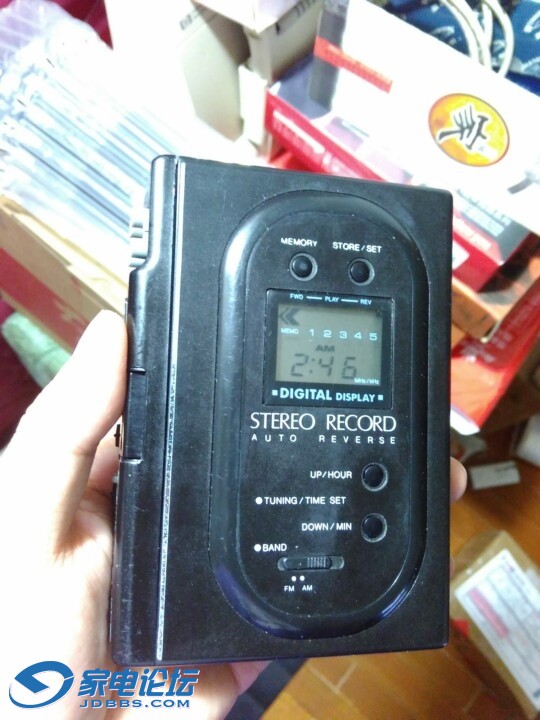 MEMORY STORE/SET
FWD PLAY REV
MEMO 1 2 3 4 5
AM
2:46
MHz/kHz
DIGITAL DISPLAY
STEREO RECORD
AUTO REVERSE
UP/HOUR
TUNING/TIME SET
DOWN/MIN
BAND
FM AM
家电论坛
JDBBS.COM